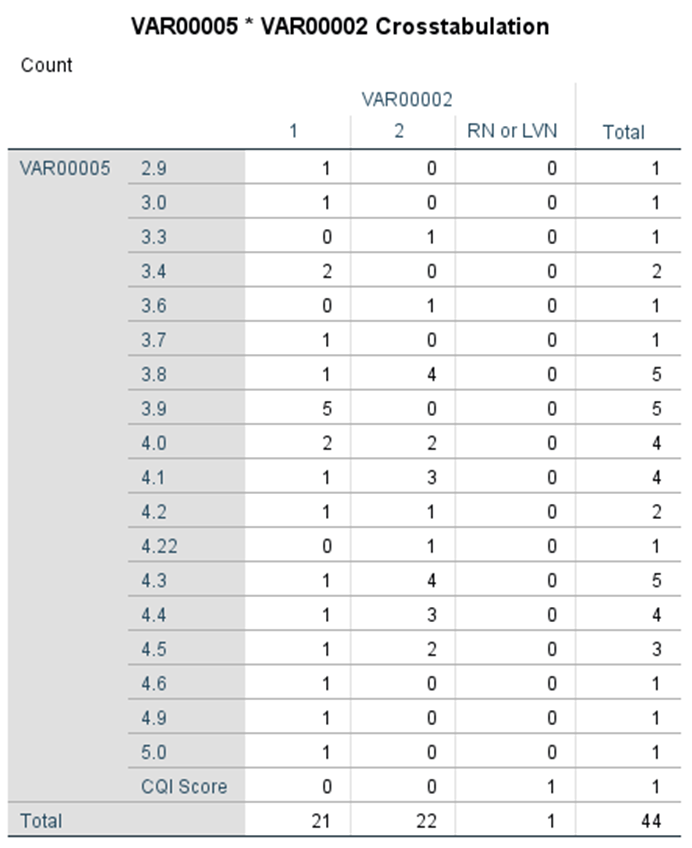 VAR00005 * VAR00002 Crosstabulation
Count
VAR00002
1 2 RN or LVN Total
VAR00005 2.9 1 0 0 1
3.0 1 0 0 1
3.3 0 1 0 1
3.4 2 0 0 2
3.6 0 1 0 1
3.7 1 0 0 1
3.8 1 4 0 5
3.9 5 0 0 5
4.0 2 2 0 4
4.1 1 3 0 4
4.2 1 1 0 2
4.22 0 1 0 1
4.3 1 4 0 5
4.4 1 3 0 4
4.5 1 2 0 3
4.6 1 0 0 1
4.9 1 0 0 1
5.0 1 0 0 1
CQI Score 0 0 1 1
Total 21 22 1 44